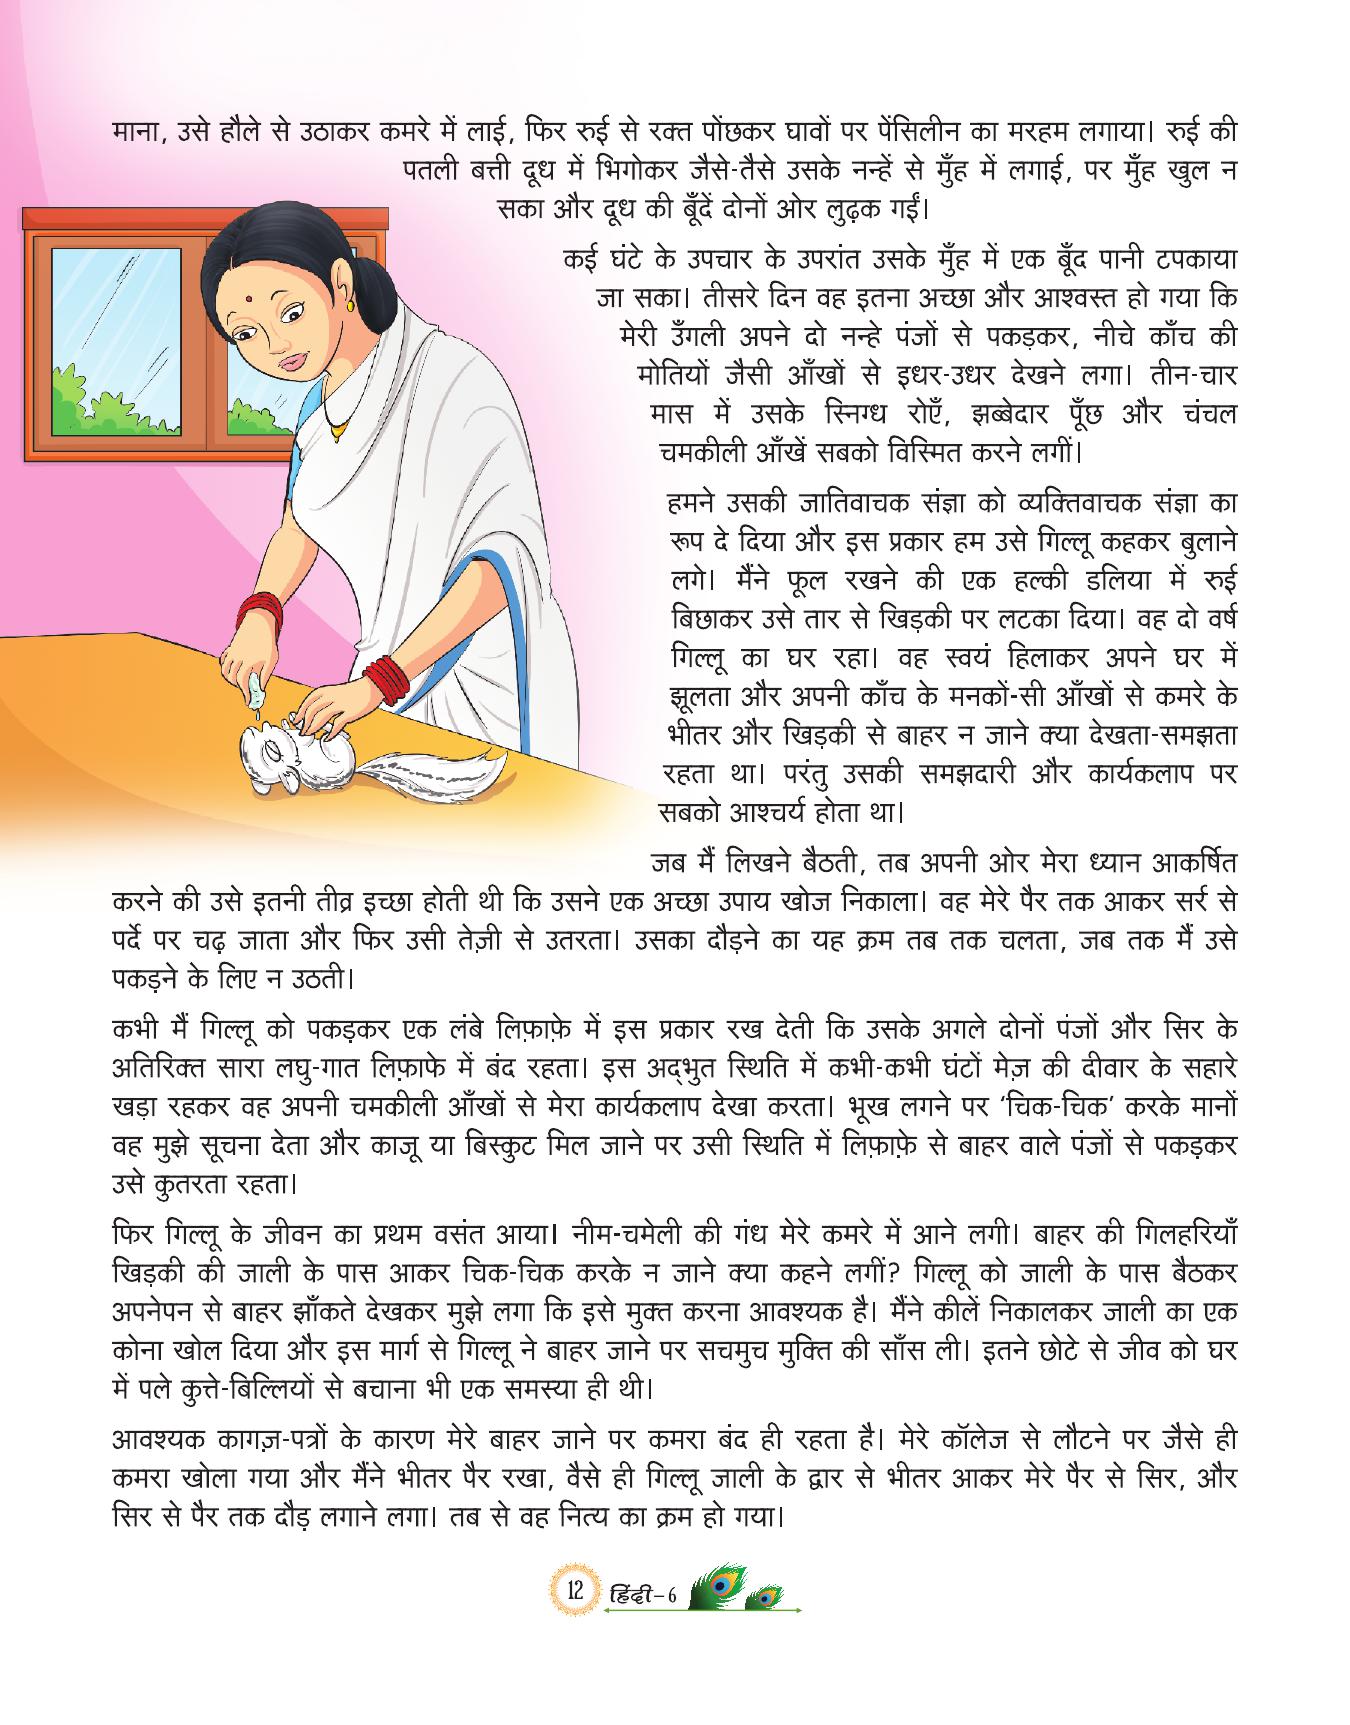 माना, उसे हौले से उठाकर कमरे में लाई, फिर रुई से रक्त पोंछकर घावों पर पेंसिलीन का मरहम लगाया। रुई की
पतली बत्ती दूध में भिगोकर जैसे-तैसे उसके नन्हें से मुँह में लगाई, पर मुँह खुल न
सका और दूध की बूँदें दोनों ओर लुढ़क गईं।
कई घंटे के उपचार के उपरांत उसके मुँह में एक बूँद पानी टपकाया
जा सका। तीसरे दिन वह इतना अच्छा और आश्वस्त हो गया कि
मेरी उँगली अपने दो नन्हे पंजों से पकड़कर, नीचे काँच की
मोतियों जैसी आँखों से इधर-उधर देखने लगा। तीन-चार
मास में उसके स्निग्ध रोएँ, झब्बेदार पूँछ और चंचल
चमकीली आँखें सबको विस्मित करने लगीं।
हमने उसकी जातिवाचक संज्ञा को व्यक्तिवाचक संज्ञा का
रूप दे दिया और इस प्रकार हम उसे गिल्लू कहकर बुलाने
लगे। मैंने फूल रखने की एक हल्की डलिया में रुई
बिछाकर उसे तार से खिड़की पर लटका दिया। वह दो वर्ष
गिल्लू का घर रहा। वह स्वयं हिलाकर अपने घर में
झूलता और अपनी काँच के मनकों-सी आँखों से कमरे के
भीतर और खिड़की से बाहर न जाने क्या देखता-समझता
रहता था। परंतु उसकी समझदारी और कार्यकलाप पर
सबको आश्चर्य होता था।
जब मैं लिखने बैठती, तब अपनी ओर मेरा ध्यान आकर्षित
करने की उसे इतनी तीव्र इच्छा होती थी कि उसने एक अच्छा उपाय खोज निकाला। वह मेरे पैर तक आकर सर्र से
पर्दे पर चढ़ जाता और फिर उसी तेज़ी से उतरता। उसका दौड़ने का यह क्रम तब तक चलता, जब तक मैं उसे
पकड़ने के लिए न उठती।
कभी मैं गिल्लू को पकड़कर एक लंबे लिफ़ाफ़े में इस प्रकार रख देती कि उसके अगले दोनों पंजों और सिर के
अतिरिक्त सारा लघु-गात लिफ़ाफे में बंद रहता। इस अद्‌भुत स्थिति में कभी-कभी घंटों मेज़ की दीवार के सहारे
खड़ा रहकर वह अपनी चमकीली आँखों से मेरा कार्यकलाप देखा करता। भूख लगने पर ‘चिक-चिक’ करके मानों
वह मुझे सूचना देता और काजू या बिस्कुट मिल जाने पर उसी स्थिति में लिफ़ाफ़े से बाहर वाले पंजों से पकड़कर
उसे कुतरता रहता।
फिर गिल्लू के जीवन का प्रथम वसंत आया। नीम-चमेली की गंध मेरे कमरे में आने लगी। बाहर की गिलहरियाँ
खिड़की की जाली के पास आकर चिक-चिक करके न जाने क्या कहने लगीं? गिल्लू को जाली के पास बैठकर
अपनेपन से बाहर झाँकते देखकर मुझे लगा कि इसे मुक्त करना आवश्यक है। मैंने कीलें निकालकर जाली का एक
कोना खोल दिया और इस मार्ग से गिल्लू ने बाहर जाने पर सचमुच मुक्ति की साँस ली। इतने छोटे से जीव को घर
में पले कुत्ते-बिल्लियों से बचाना भी एक समस्या ही थी।
आवश्यक कागज़-पत्रों के कारण मेरे बाहर जाने पर कमरा बंद ही रहता है। मेरे कॉलेज से लौटने पर जैसे ही
कमरा खोला गया और मैंने भीतर पैर रखा, वैसे ही गिल्लू जाली के द्वार से भीतर आकर मेरे पैर से सिर, और
सिर से पैर तक दौड़ लगाने लगा। तब से वह नित्य का क्रम हो गया।
12 हिंदी–6